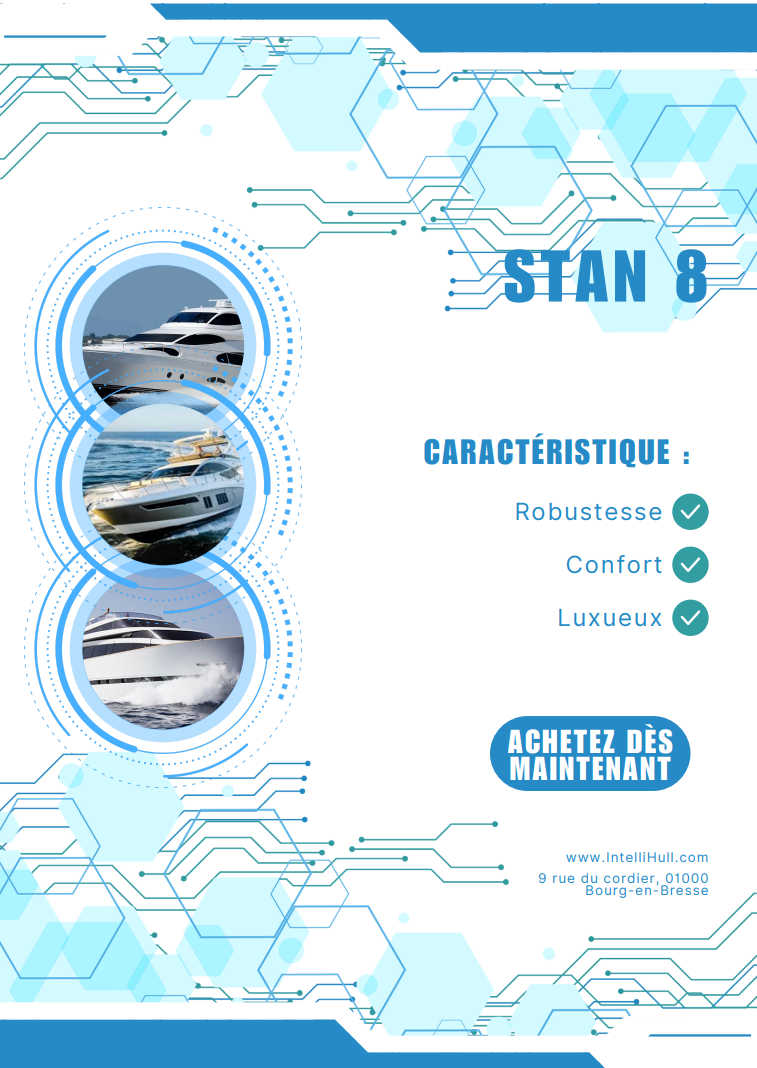 STAN 8
CARACTÉRISTIQUE :
Robustesse
Confort
Luxueux
ACHETEZ DÈS
MAINTENANT
www.IntelliHull.com
9 rue du cordier, 01000
Bourg-en-Bresse